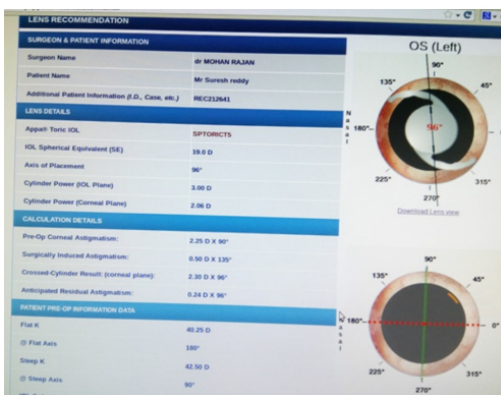 LENS RECOMMENDATION
SURGEON & PATIENT INFORMATION
Surgeon Name dr MOHAN RAJAN
Patient Name Mr Suresh reddy
Additional Patient Information (I.D., Case, etc.) REC212641
LENS DETAILS
Appa® Toric IOL SPTORICT5
IOL Spherical Equivalent (SE) 19.0 D
Axis of Placement 96°
Cylinder Power (IOL Plane) 3.00 D
Cylinder Power (Corneal Plane) 2.06 D
CALCULATION DETAILS
Pre-Op Corneal Astigmatism: 2.25 D X 90°
Surgically Induced Astigmatism: 0.50 D X 135°
Crossed-Cylinder Result: (corneal plane): 2.30 D X 96°
Anticipated Residual Astigmatism: 0.24 D X 96°
PATIENT PRE-OP INFORMATION DATA
Flat K 40.25 D
@ Flat Axis 180°
Steep K 42.50 D
@ Steep Axis 90°
OS (Left)
90°
135° 45°
Nasal 180° 96°
225° 315°
270°
Download Lens view
90°
135° 45°
Nasal 180° 0°
225° 315°
270°